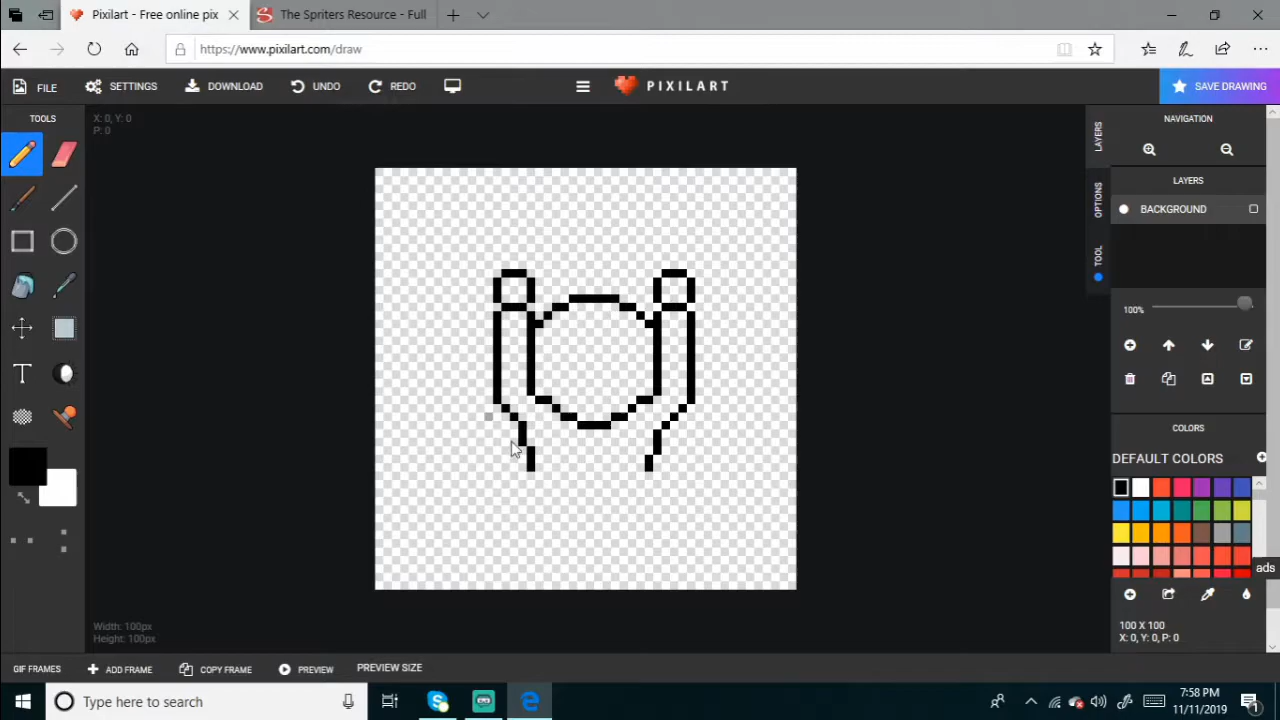 Pixilart - Free online pix
The Spriters Resource - Full
https://www.pixilart.com/draw
FILE
SETTINGS
DOWNLOAD
UNDO
REDO
PIXILART
SAVE DRAWING
TOOLS
X: 0, Y: 0
P: 0
LAYERS
OPTIONS
TOOL
NAVIGATION
LAYERS
BACKGROUND
100%
COLORS
DEFAULT COLORS
ads
100 X 100
X: 0, Y: 0, P: 0
Width: 100px
Height: 100px
GIF FRAMES
ADD FRAME
COPY FRAME
PREVIEW
PREVIEW SIZE
Type here to search
7:58 PM
11/11/2019